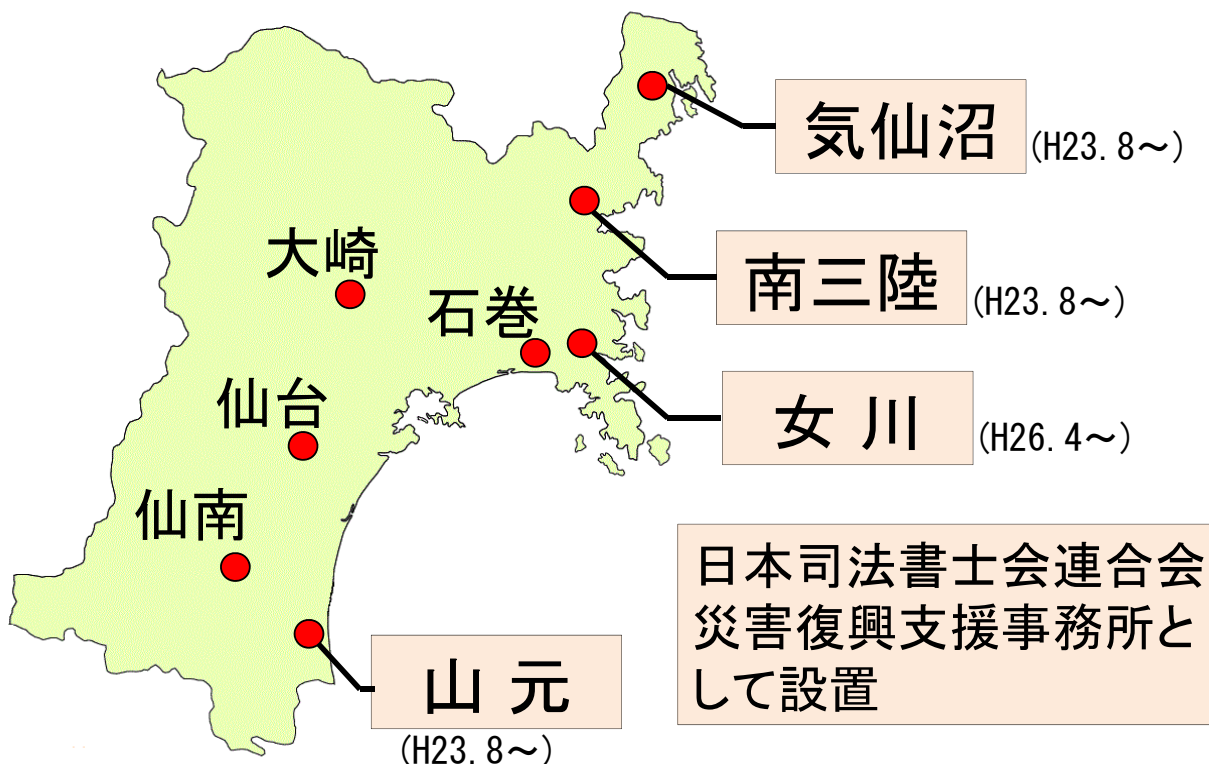 気仙沼
(H23.8～)
南三陸
(H23.8～)
大崎
石巻
女川
(H26.4～)
仙台
仙南
山元
(H23.8～)
日本司法書士会連合会
災害復興支援事務所と
して設置